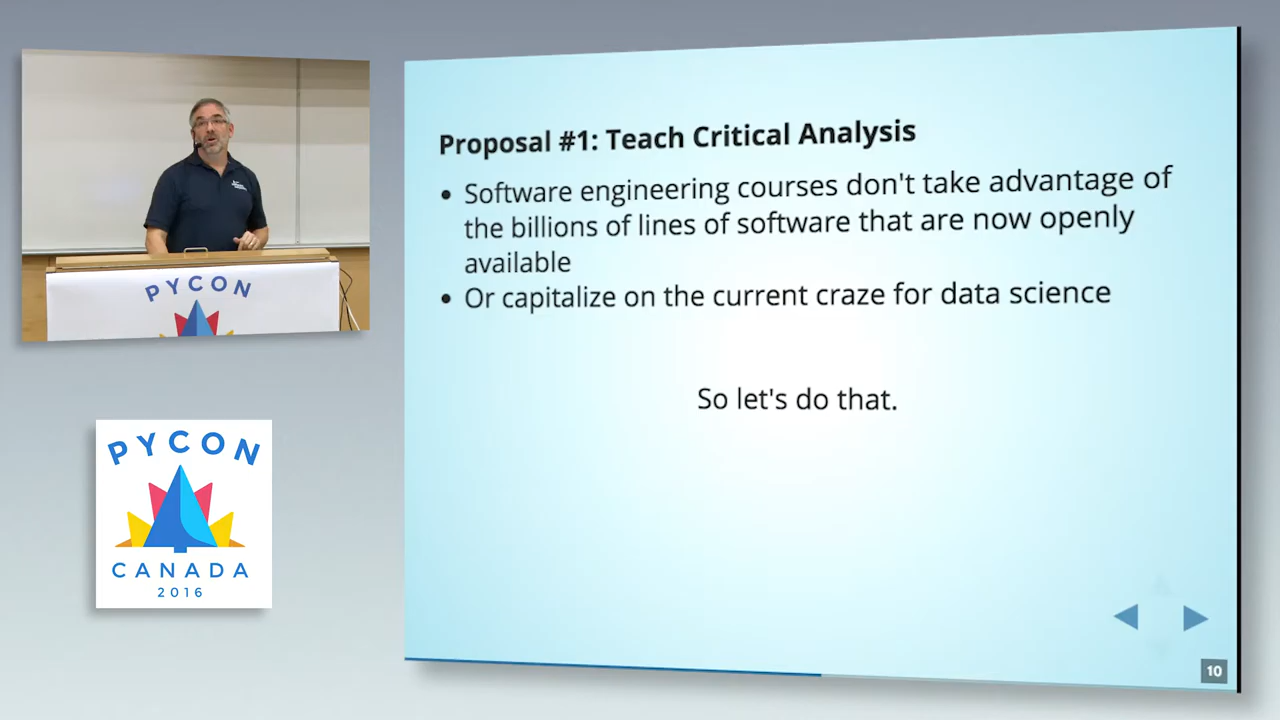 PYCON
PYCON
CANADA
2016
Proposal #1: Teach Critical Analysis
• Software engineering courses don't take advantage of
the billions of lines of software that are now openly
available
• Or capitalize on the current craze for data science
So let's do that.
10